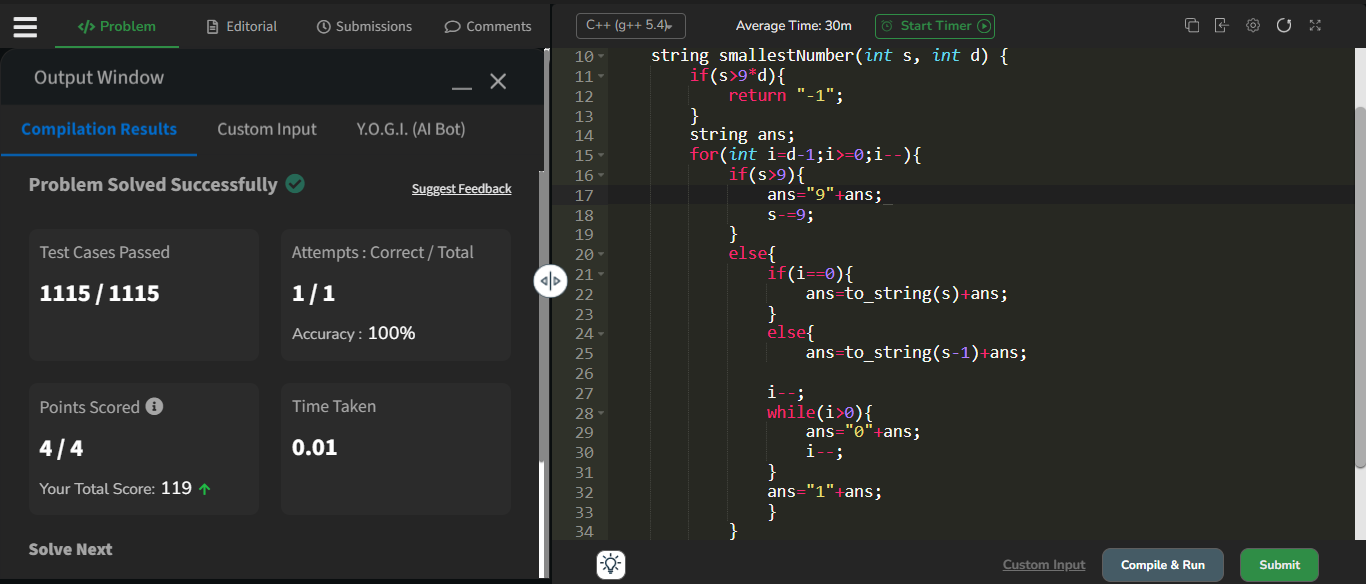 </> Problem
Editorial
Submissions
Comments
Output Window
Compilation Results
Custom Input
Y.O.G.I. (AI Bot)
Problem Solved Successfully
Suggest Feedback
Test Cases Passed
1115 / 1115
Attempts : Correct / Total
1 / 1
Accuracy : 100%
Points Scored
4 / 4
Your Total Score: 119
Time Taken
0.01
Solve Next
C++ (g++ 5.4)
Average Time: 30m
Start Timer
10 string smallestNumber(int s, int d) {
11 if(s>9*d){
12 return "-1";
13 }
14 string ans;
15 for(int i=d-1;i>=0;i--){
16 if(s>9){
17 ans="9"+ans;_
18 s-=9;
19 }
20 else{
21 if(i==0){
22 ans=to_string(s)+ans;
23 }
24 else{
25 ans=to_string(s-1)+ans;
26
27 i--;
28 while(i>0){
29 ans="0"+ans;
30 i--;
31 }
32 ans="1"+ans;
33 }
34 }
Custom Input
Compile & Run
Submit